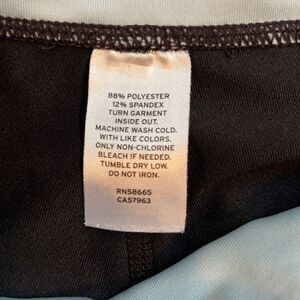 88% POLYESTER
12% SPANDEX
TURN GARMENT
INSIDE OUT.
MACHINE WASH COLD.
WITH LIKE COLORS.
ONLY NON-CHLORINE
BLEACH IF NEEDED.
TUMBLE DRY LOW.
DO NOT IRON.
RN58665
CA57963